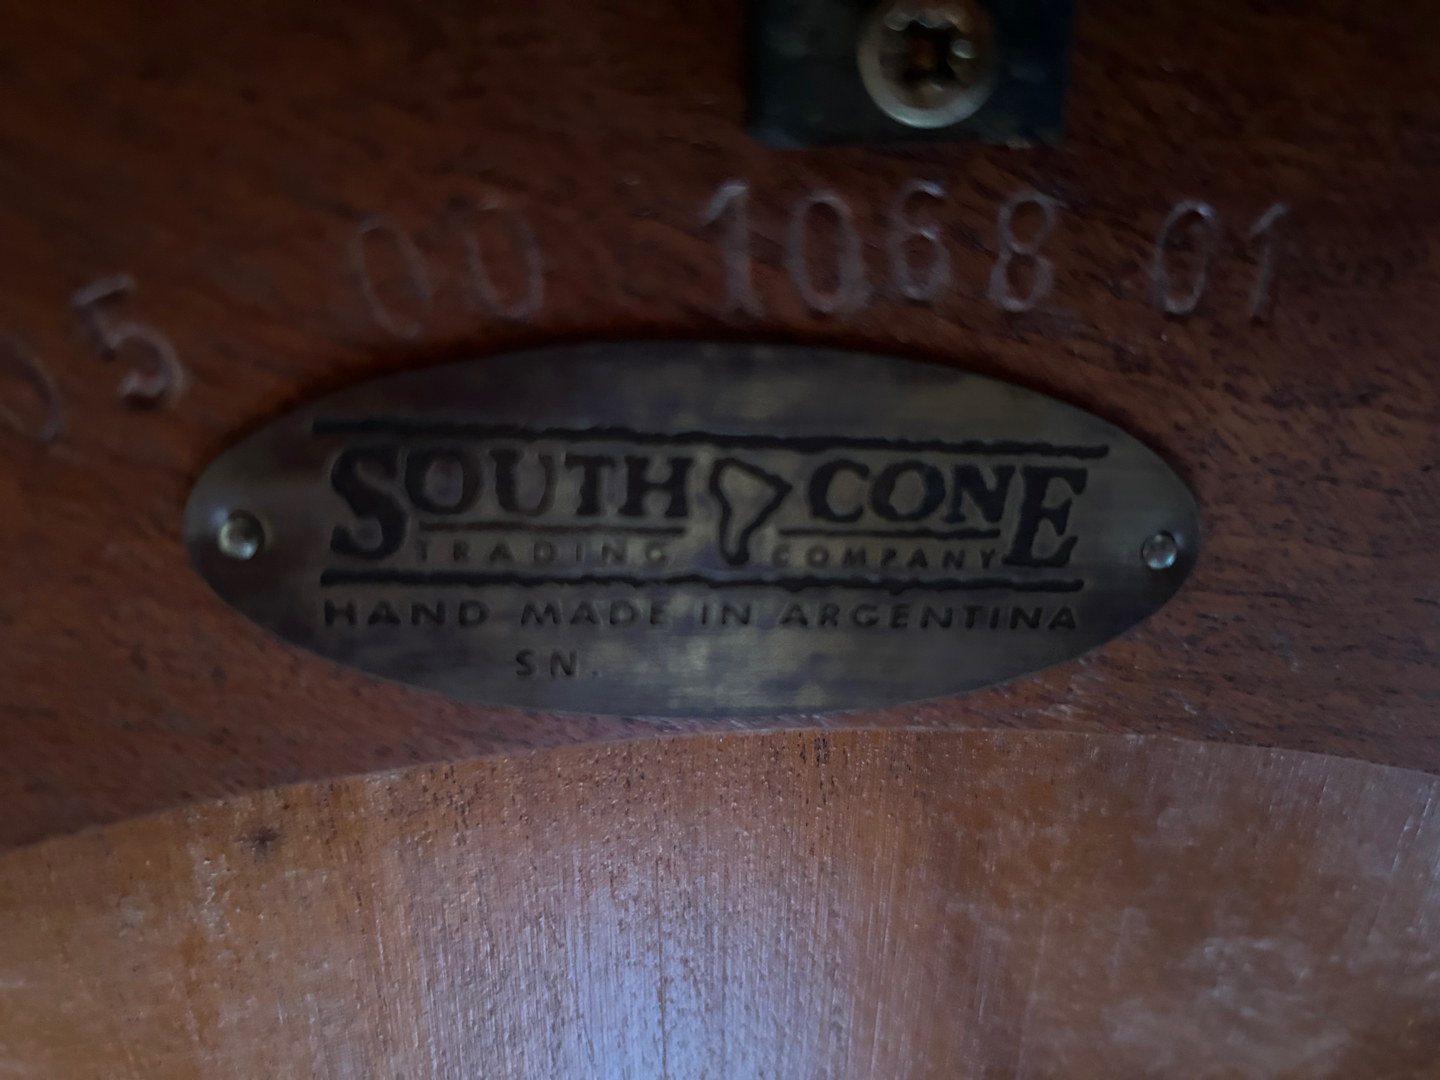 05 00 1068 01
SOUTH CONE
TRADING COMPANY
HAND MADE IN ARGENTINA
SN.